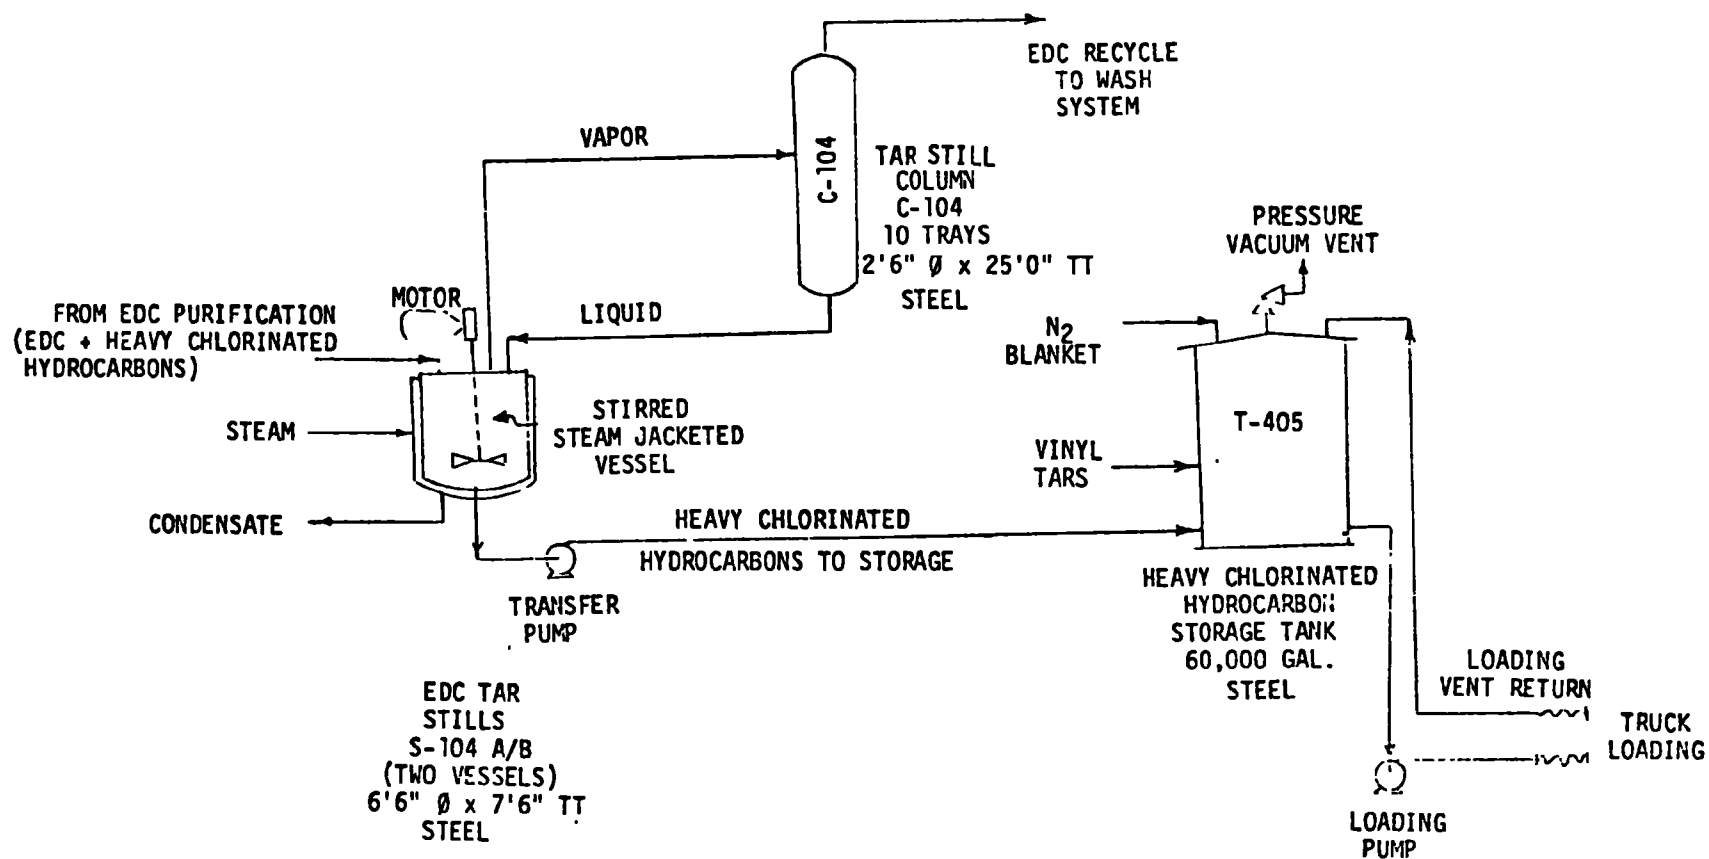 EDC RECYCLE
TO WASH
SYSTEM
VAPOR
C-104
TAR STILL
COLUMN
C-104
10 TRAYS
2'6" Ø x 25'0" TT
STEEL
PRESSURE
VACUUM VENT
MOTOR
FROM EDC PURIFICATION
(EDC + HEAVY CHLORINATED
HYDROCARBONS)
LIQUID
N2
BLANKET
STEAM
STIRRED
STEAM JACKETED
VESSEL
T-405
VINYL
TARS
CONDENSATE
HEAVY CHLORINATED
HYDROCARBONS TO STORAGE
TRANSFER
PUMP
HEAVY CHLORINATED
HYDROCARBON
STORAGE TANK
60,000 GAL.
STEEL
LOADING
VENT RETURN
TRUCK
LOADING
EDC TAR
STILLS
S-104 A/B
(TWO VESSELS)
6'6" Ø x 7'6" TT
STEEL
LOADING
PUMP